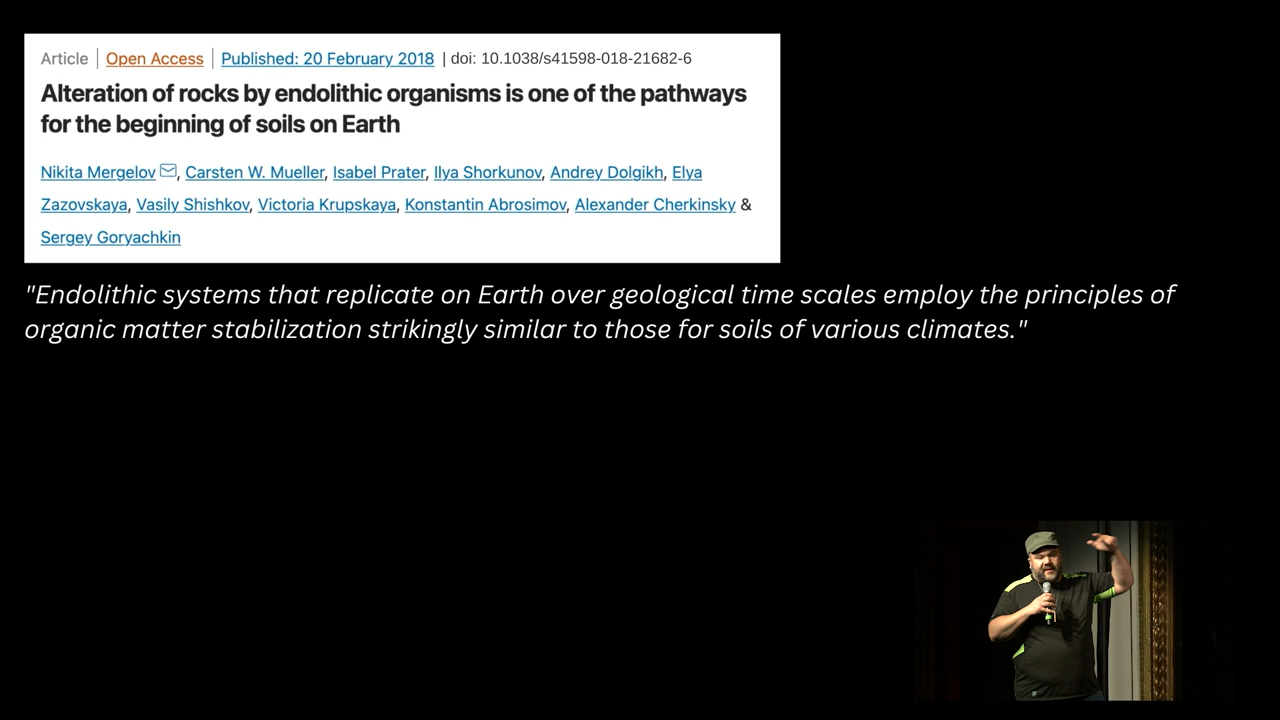 Article | Open Access | Published: 20 February 2018 | doi: 10.1038/s41598-018-21682-6
Alteration of rocks by endolithic organisms is one of the pathways
for the beginning of soils on Earth
Nikita Mergelov, Carsten W. Mueller, Isabel Prater, Ilya Shorkunov, Andrey Dolgikh, Elya
Zazovskaya, Vasily Shishkov, Victoria Krupskaya, Konstantin Abrosimov, Alexander Cherkinsky &
Sergey Goryachkin
"Endolithic systems that replicate on Earth over geological time scales employ the principles of
organic matter stabilization strikingly similar to those for soils of various climates."